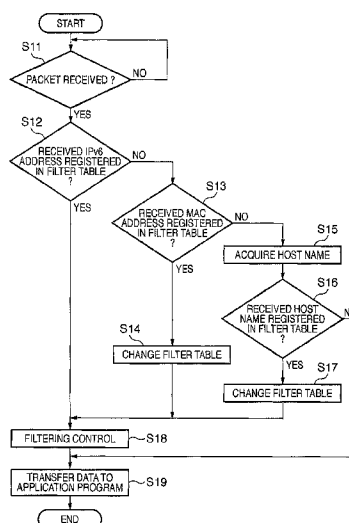 START
S11
PACKET RECEIVED ?
NO
YES
S12
RECEIVED IPv6
ADDRESS REGISTERED
IN FILTER TABLE
?
NO
YES
S13
RECEIVED MAC
ADDRESS REGISTERED
IN FILTER TABLE
?
NO
YES
S15
ACQUIRE HOST NAME
S16
RECEIVED HOST
NAME REGISTERED
IN FILTER TABLE
?
YES
S14
CHANGE FILTER TABLE
S17
CHANGE FILTER TABLE
FILTERING CONTROL
S18
TRANSFER DATA TO
APPLICATION PROGRAM
S19
END